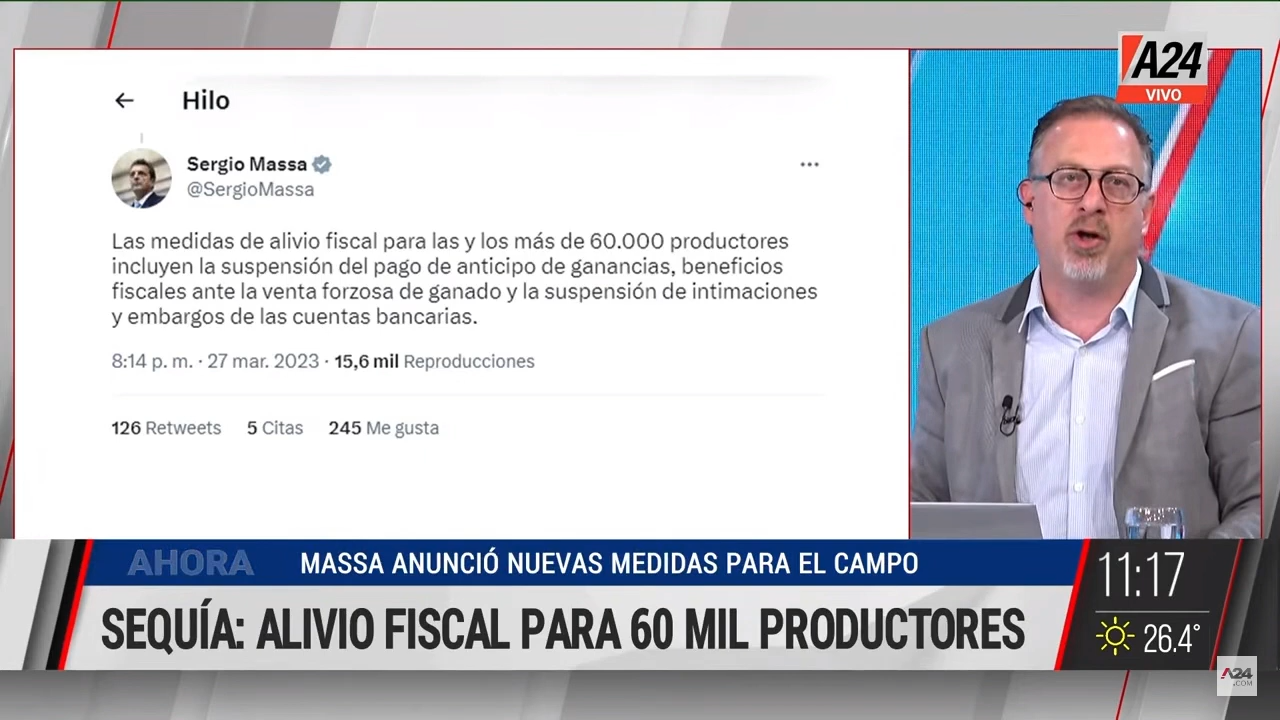 A24
VIVO
Hilo
Sergio Massa
@SergioMassa
Las medidas de alivio fiscal para las y los más de 60.000 productores
incluyen la suspensión del pago de anticipo de ganancias, beneficios
fiscales ante la venta forzosa de ganado y la suspensión de intimaciones
y embargos de las cuentas bancarias.
8:14 p. m. · 27 mar. 2023 · 15,6 mil Reproducciones
126 Retweets 5 Citas 245 Me gusta
AHORA MASSA ANUNCIÓ NUEVAS MEDIDAS PARA EL CAMPO
SEQUÍA: ALIVIO FISCAL PARA 60 MIL PRODUCTORES
11:17
26.4°
A24
.COM